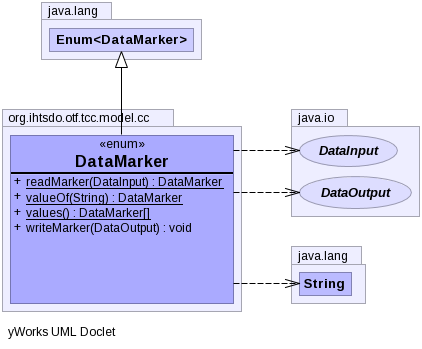 java.lang
Enum<DataMarker>
org.ihtsdo.otf.tcc.model.cc
«enum»
DataMarker
+ readMarker(DataInput) : DataMarker
+ valueOf(String) : DataMarker
+ values() : DataMarker[]
+ writeMarker(DataOutput) : void
java.io
DataInput
DataOutput
java.lang
String
yWorks UML Doclet